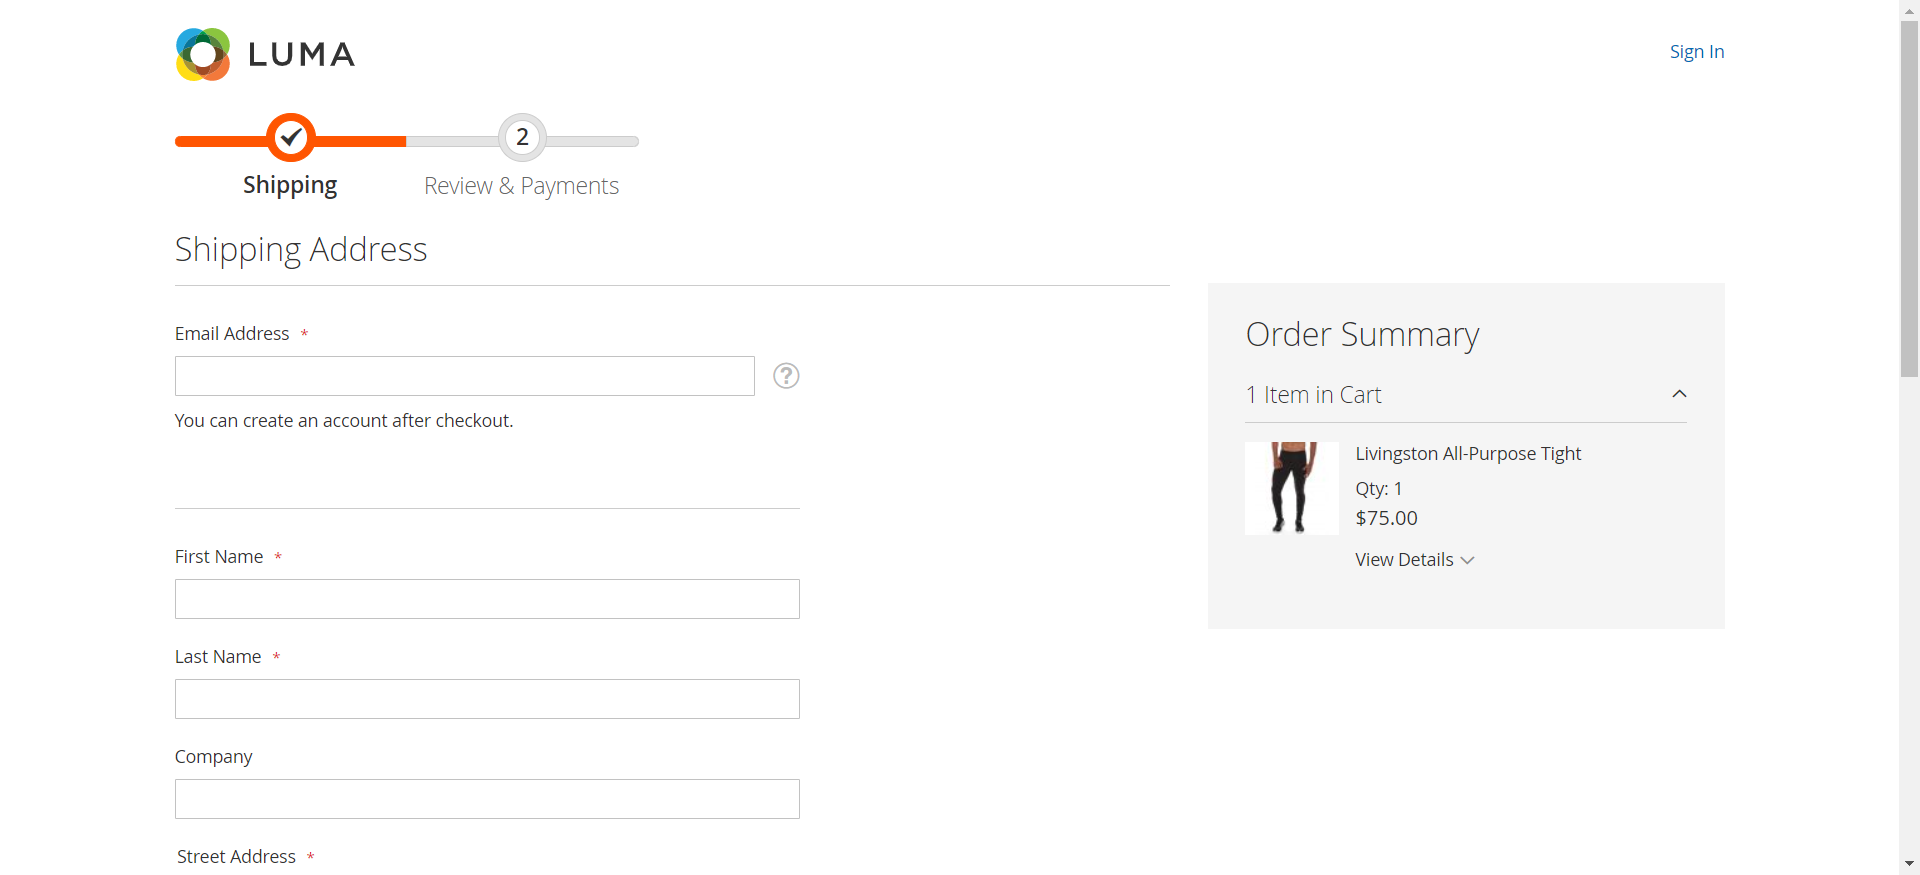 LUMA
Sign In
2
Shipping
Review & Payments
Shipping Address
Email Address *
?
You can create an account after checkout.
First Name *
Last Name *
Company
Street Address *
Order Summary
1 Item in Cart
Livingston All-Purpose Tight
Qty: 1
$75.00
View Details